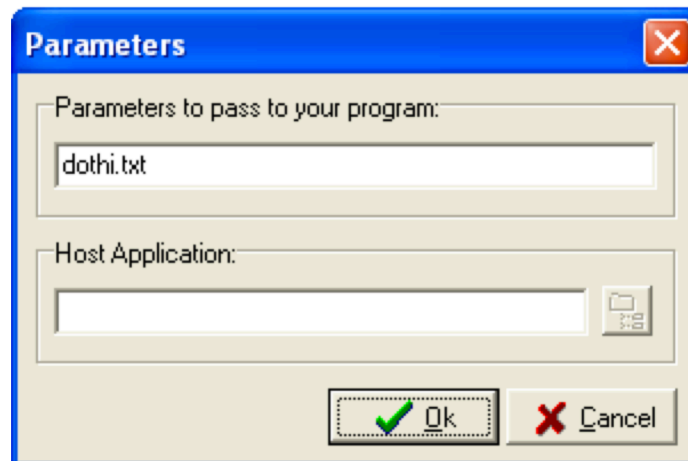 Parameters
Parameters to pass to your program:
dothi.txt
Host Application:
Ok
Cancel